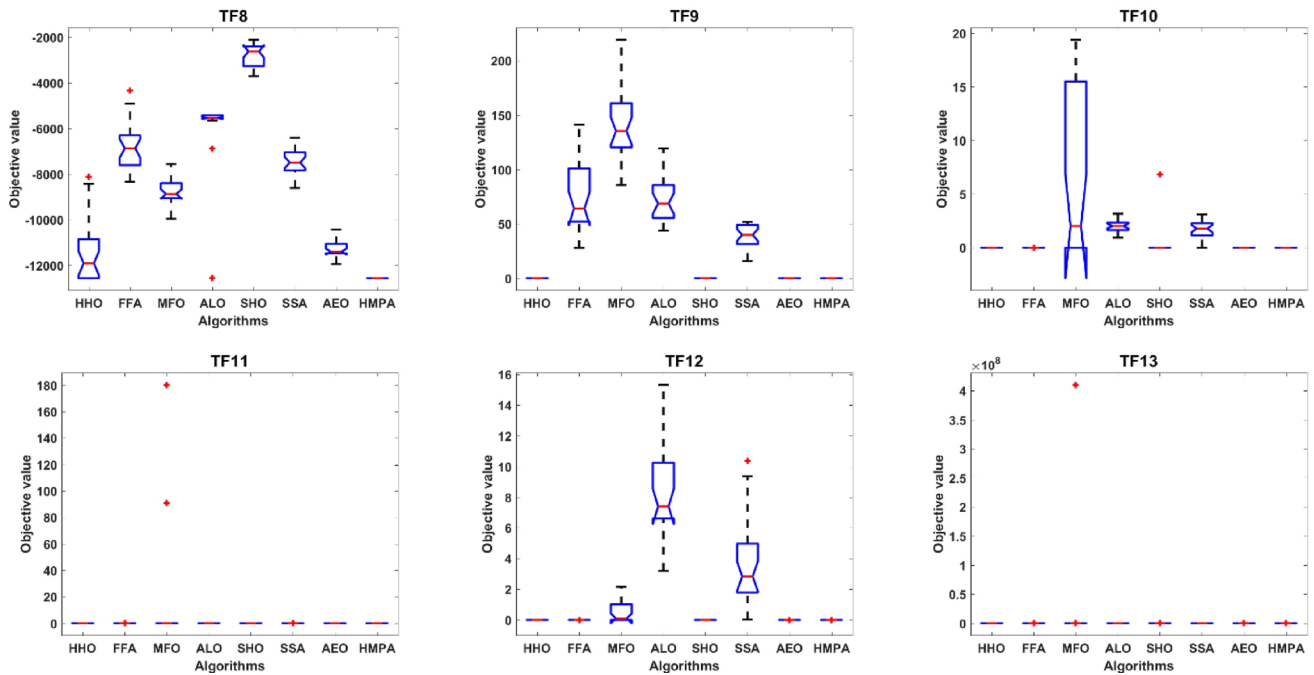 TF8
-2000
-4000
-6000
-8000
-10000
-12000
Objective value
HHO FFA MFO ALO SHO SSA AEO HMPA
Algorithms
TF9
200
150
100
50
0
Objective value
HHO FFA MFO ALO SHO SSA AEO HMPA
Algorithms
TF10
20
15
10
5
0
Objective value
HHO FFA MFO ALO SHO SSA AEO HMPA
Algorithms
TF11
180
160
140
120
100
80
60
40
20
0
Objective value
HHO FFA MFO ALO SHO SSA AEO HMPA
Algorithms
TF12
16
14
12
10
8
6
4
2
0
Objective value
HHO FFA MFO ALO SHO SSA AEO HMPA
Algorithms
TF13
×10⁸
4
3.5
3
2.5
2
1.5
1
0.5
0
Objective value
HHO FFA MFO ALO SHO SSA AEO HMPA
Algorithms